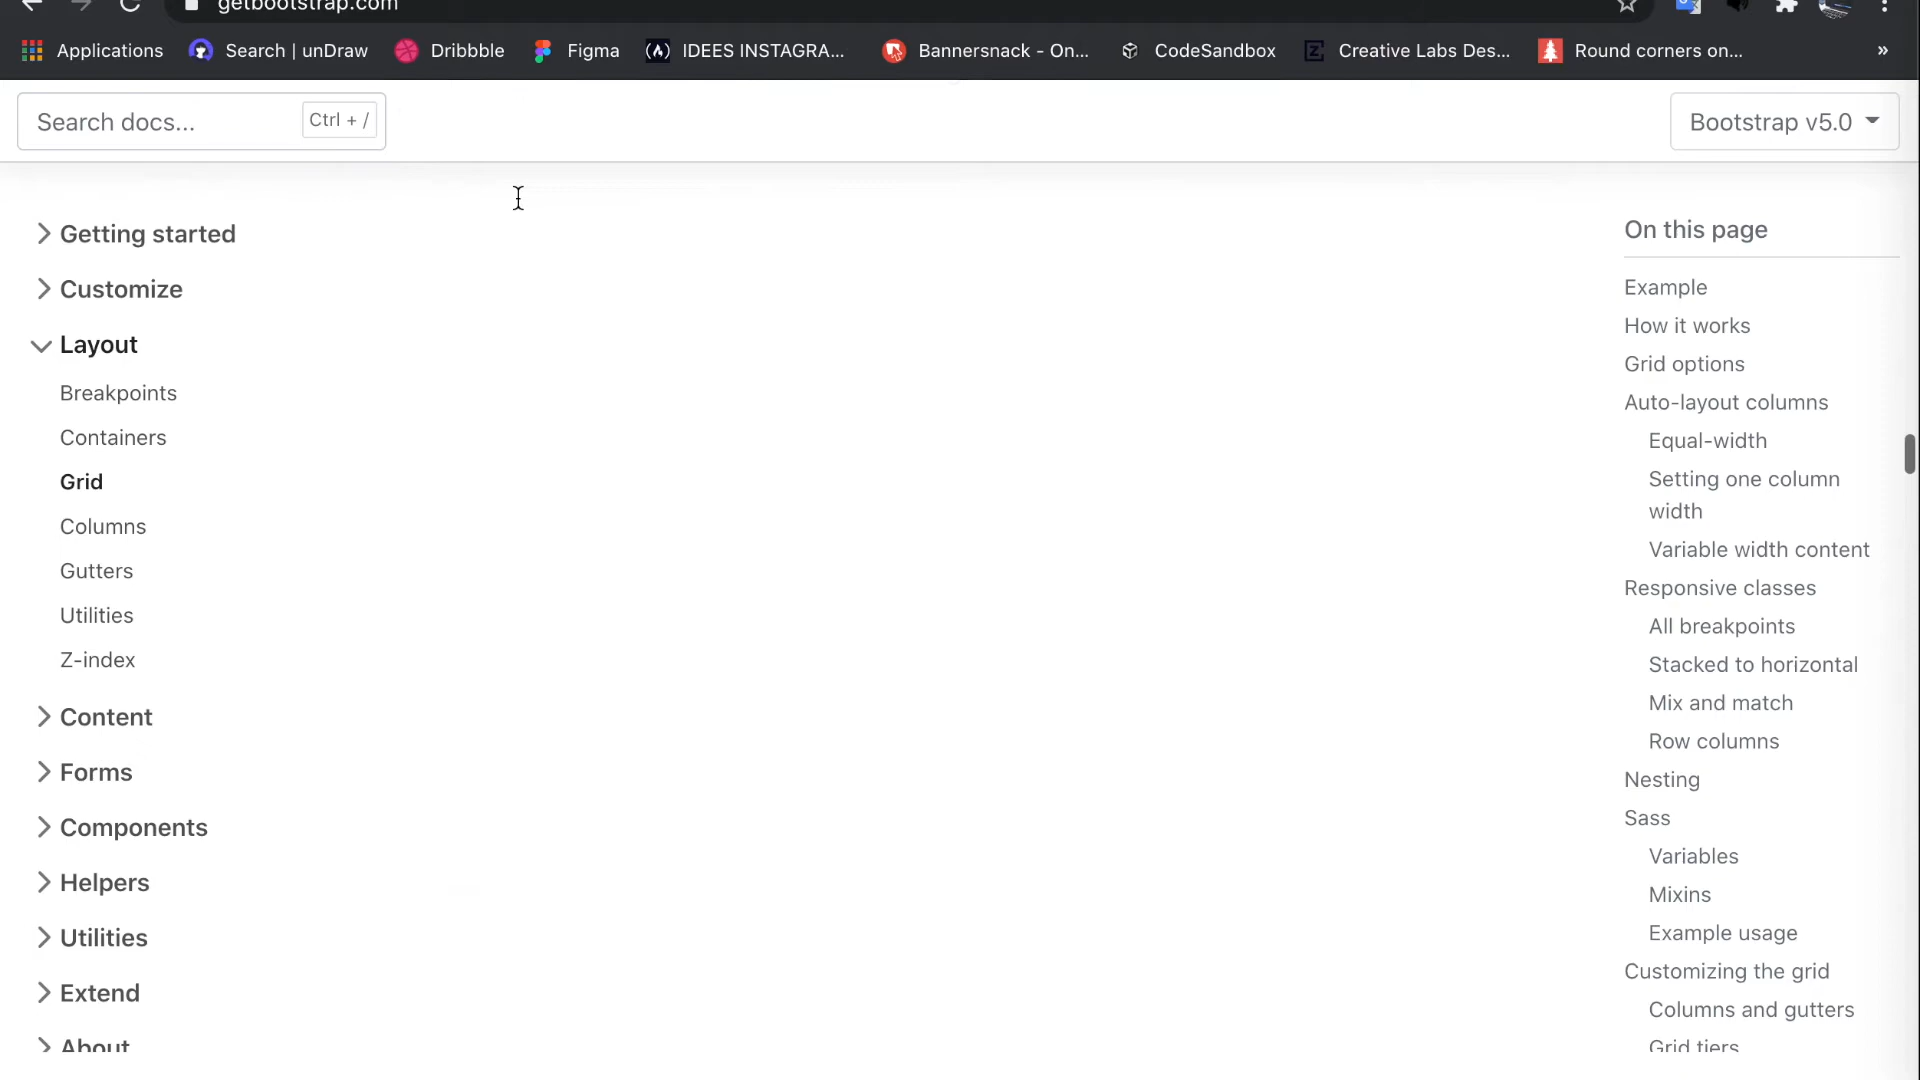 getbootstrap.com
Applications
Search | unDraw
Dribbble
Figma
IDEES INSTAGRA...
Bannersnack - On...
CodeSandbox
Creative Labs Des...
Round corners on...
»
Search docs...
Ctrl + /
Bootstrap v5.0
Getting started
Customize
Layout
Breakpoints
Containers
Grid
Columns
Gutters
Utilities
Z-index
Content
Forms
Components
Helpers
Utilities
Extend
About
On this page
Example
How it works
Grid options
Auto-layout columns
Equal-width
Setting one column
width
Variable width content
Responsive classes
All breakpoints
Stacked to horizontal
Mix and match
Row columns
Nesting
Sass
Variables
Mixins
Example usage
Customizing the grid
Columns and gutters
Grid tiers